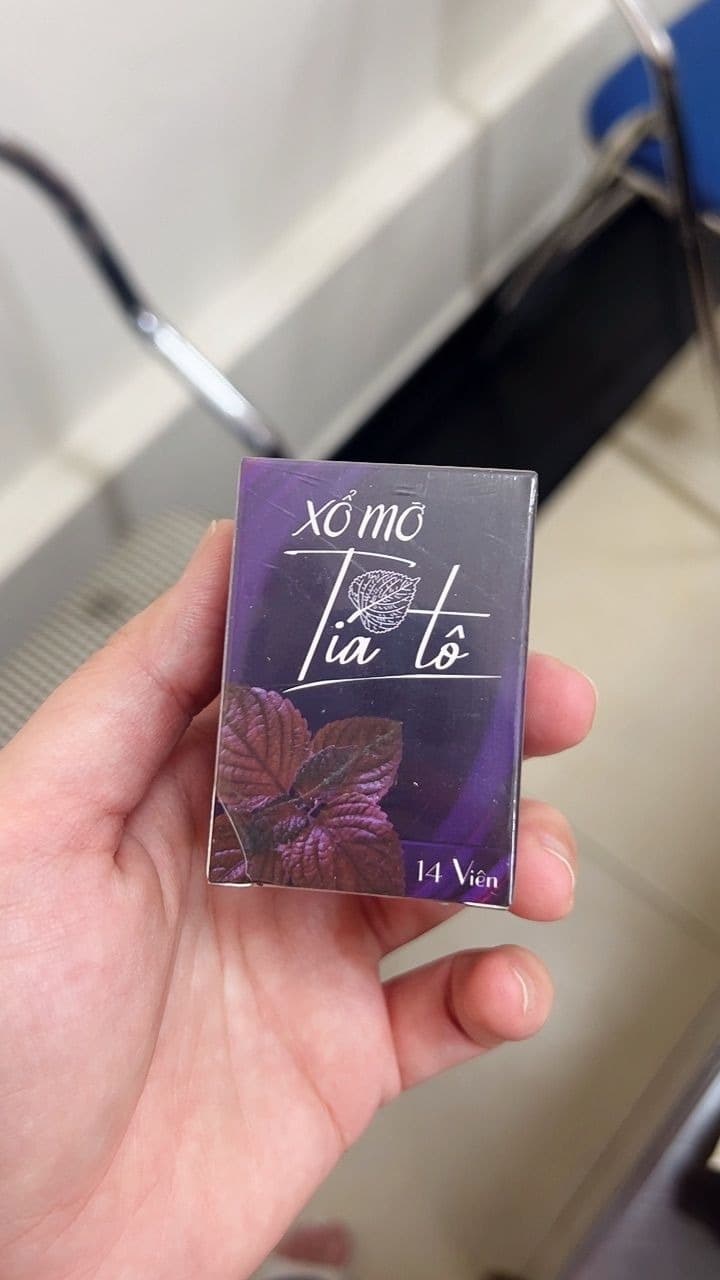 XỔ MỠ
Tía tô
14 Viên